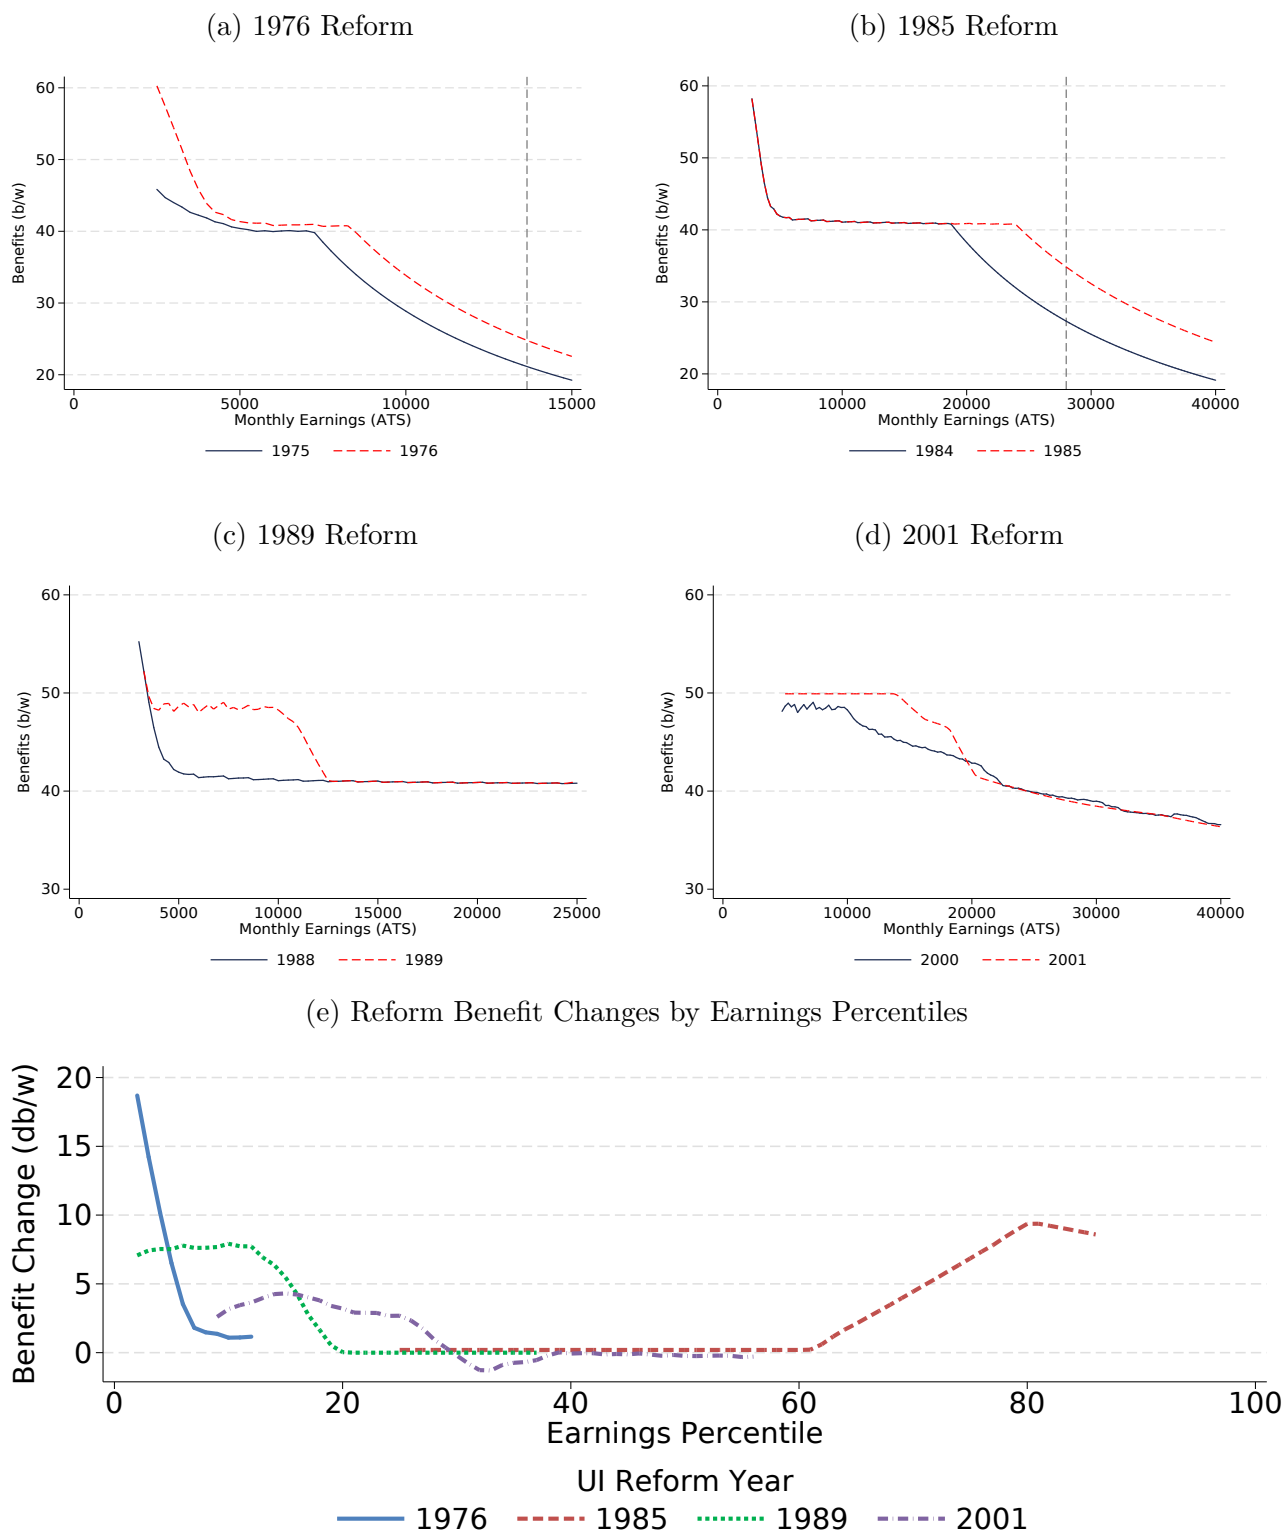 (a) 1976 Reform
60
50
40
30
20
Benefits (b/w)
0 5000 10000 15000
Monthly Earnings (ATS)
1975 1976
(b) 1985 Reform
60
50
40
30
20
Benefits (b/w)
0 10000 20000 30000 40000
Monthly Earnings (ATS)
1984 1985
(c) 1989 Reform
60
50
40
30
Benefits (b/w)
0 5000 10000 15000 20000 25000
Monthly Earnings (ATS)
1988 1989
(d) 2001 Reform
60
50
40
30
Benefits (b/w)
0 10000 20000 30000 40000
Monthly Earnings (ATS)
2000 2001
(e) Reform Benefit Changes by Earnings Percentiles
20
15
10
5
0
Benefit Change (db/w)
0 20 40 60 80 100
Earnings Percentile
UI Reform Year
1976 1985 1989 2001